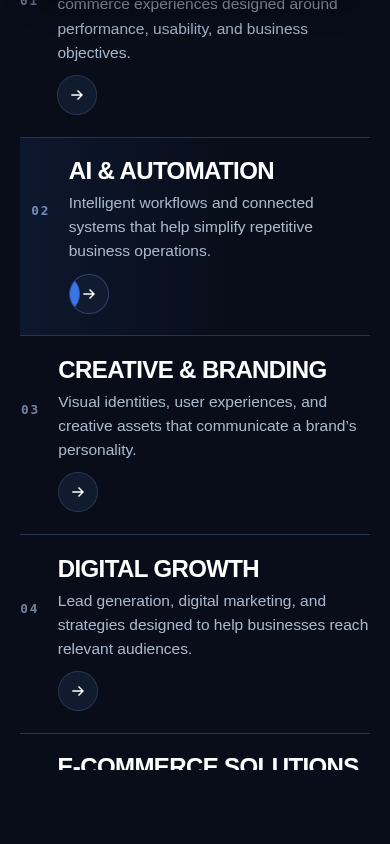 01
commerce experiences designed around
performance, usability, and business
objectives.
AI & AUTOMATION
02
Intelligent workflows and connected
systems that help simplify repetitive
business operations.
CREATIVE & BRANDING
03
Visual identities, user experiences, and
creative assets that communicate a brand’s
personality.
DIGITAL GROWTH
04
Lead generation, digital marketing, and
strategies designed to help businesses reach
relevant audiences.
E-COMMERCE SOLUTIONS